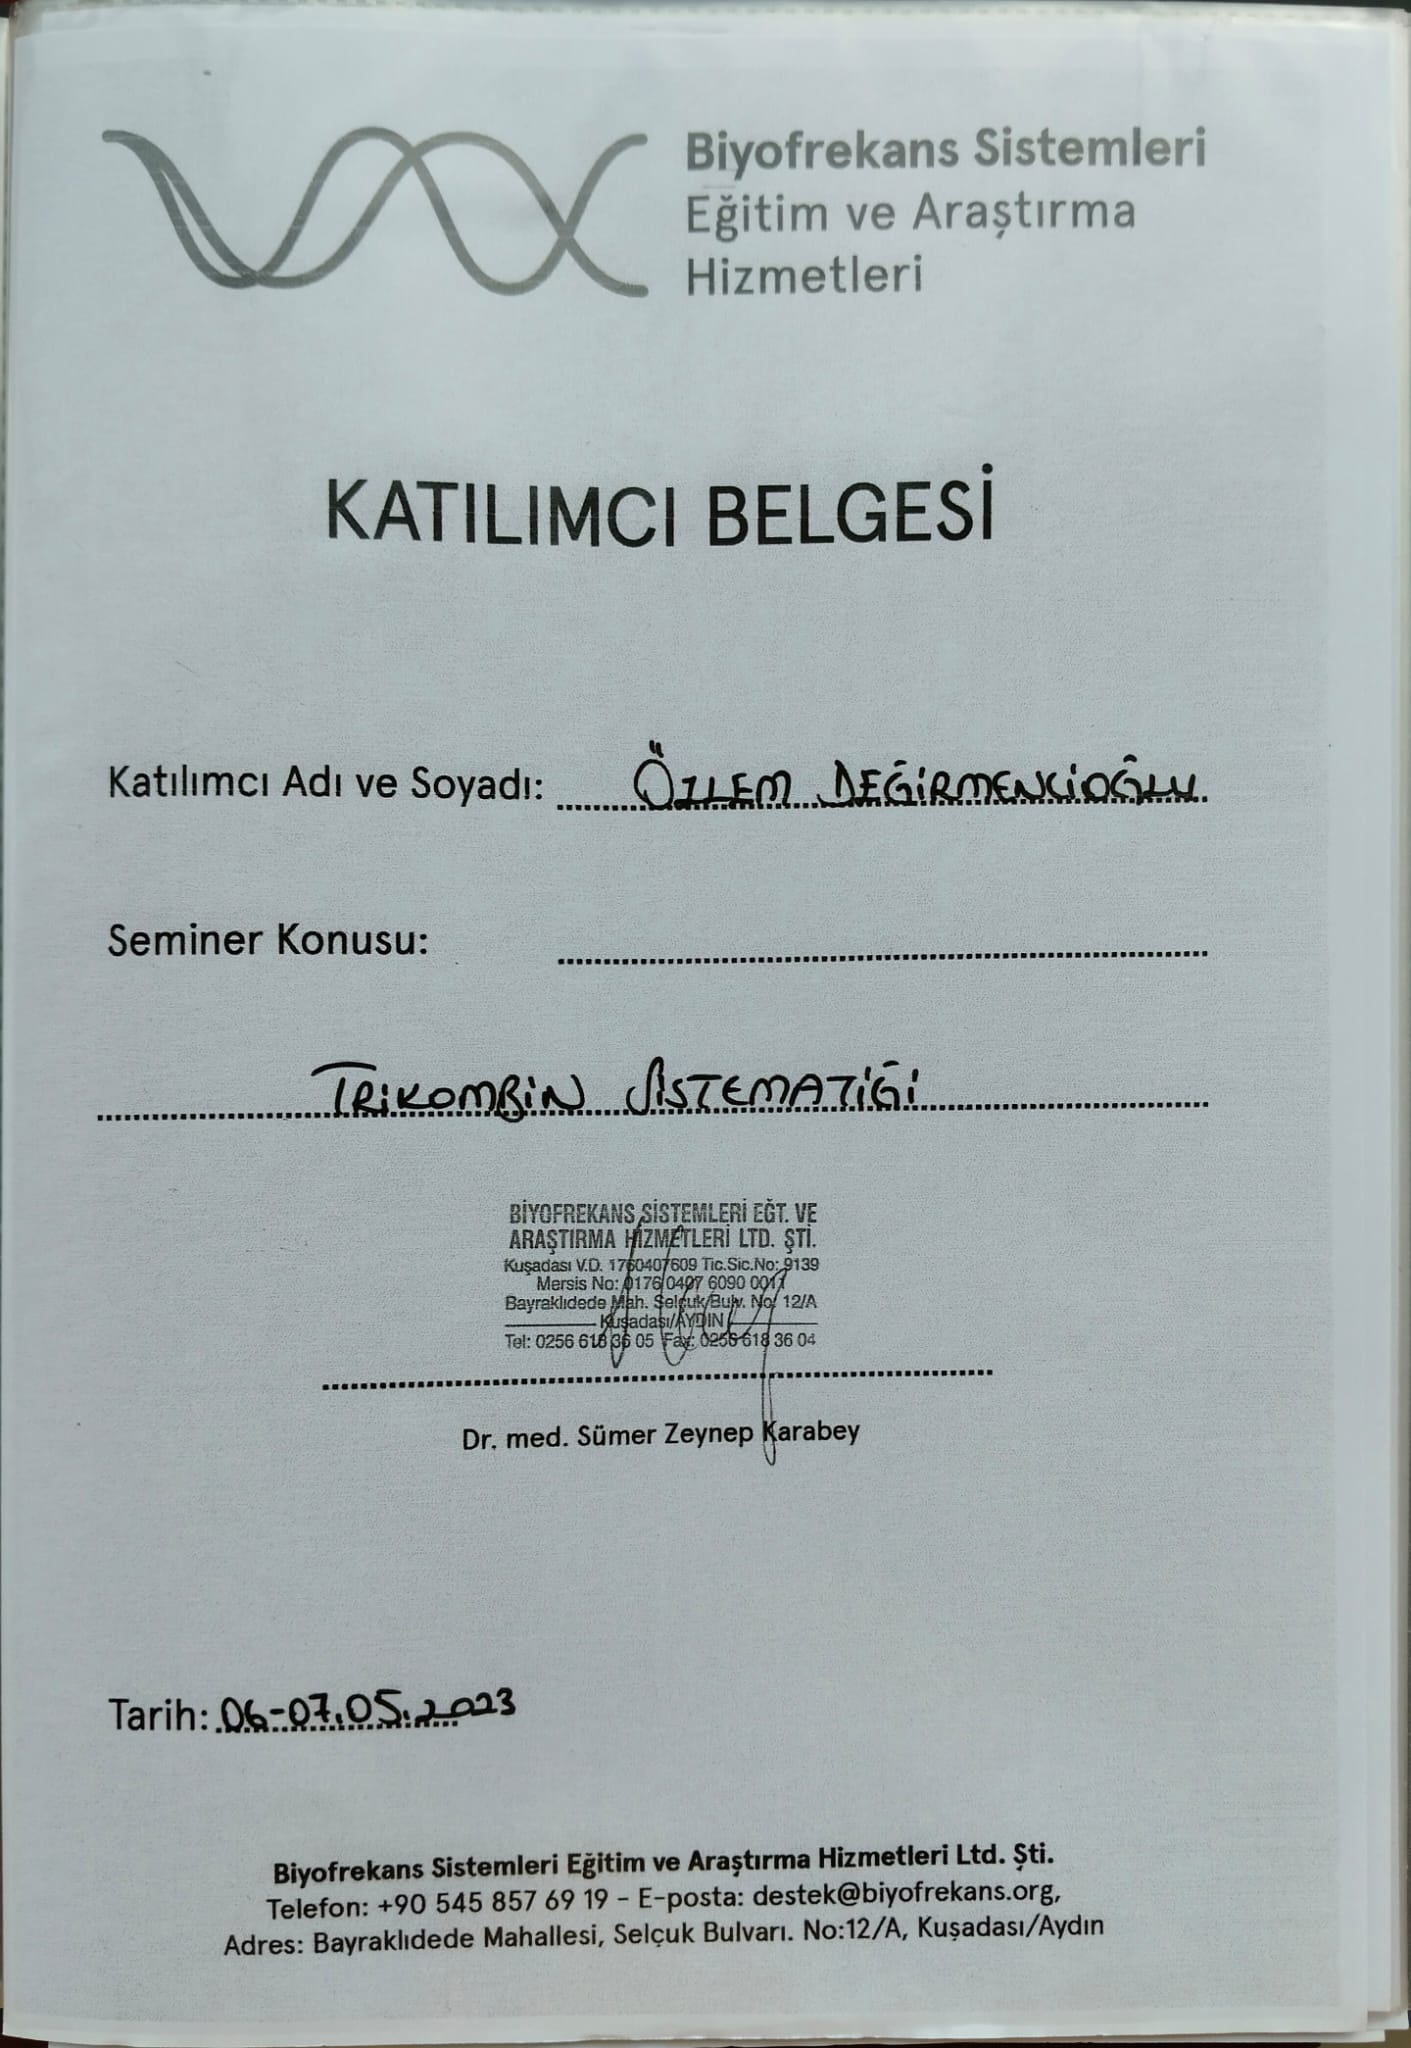 Biyofrekans Sistemleri
Eğitim ve Araştırma
Hizmetleri
KATILIMCI BELGESİ
Katılımcı Adı ve Soyadı: ÖZLEM DEĞİRMENCİOĞLU
Seminer Konusu:
TRİKOMBİN SİSTEMATİĞİ
BİYOFREKANS SİSTEMLERİ EĞT. VE
ARAŞTIRMA HİZMETLERİ LTD. ŞTİ.
Kuşadası V.D. 1760407609 Tic.Sic.No: 9139
Mersis No: 0176 0407 6090 0017
Bayraklıdede Mah. Selçuk Bulv. No: 12/A
Kuşadası/AYDIN
Tel: 0256 618 36 05 Fax: 0256 618 36 04
Dr. med. Sümer Zeynep Karabey
Tarih: 06-07.05.2023
Biyofrekans Sistemleri Eğitim ve Araştırma Hizmetleri Ltd. Şti.
Telefon: +90 545 857 69 19 - E-posta: destek@biyofrekans.org,
Adres: Bayraklıdede Mahallesi, Selçuk Bulvarı. No:12/A, Kuşadası/Aydın